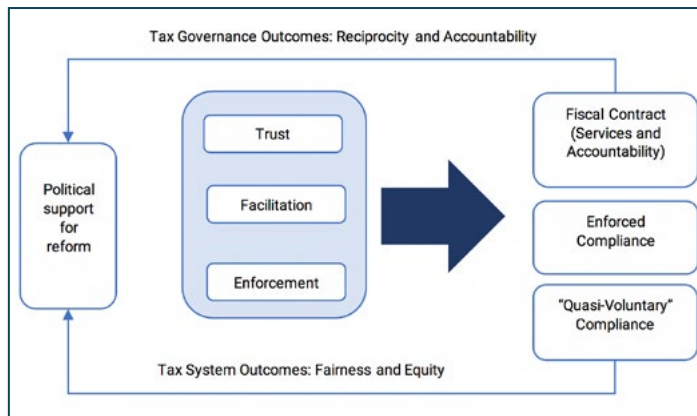 Tax Governance Outcomes: Reciprocity and Accountability
Political
support
for
reform
Trust
Facilitation
Enforcement
Fiscal Contract
(Services and
Accountability)
Enforced
Compliance
"Quasi-Voluntary”
Compliance
Tax System Outcomes: Fairness and Equity